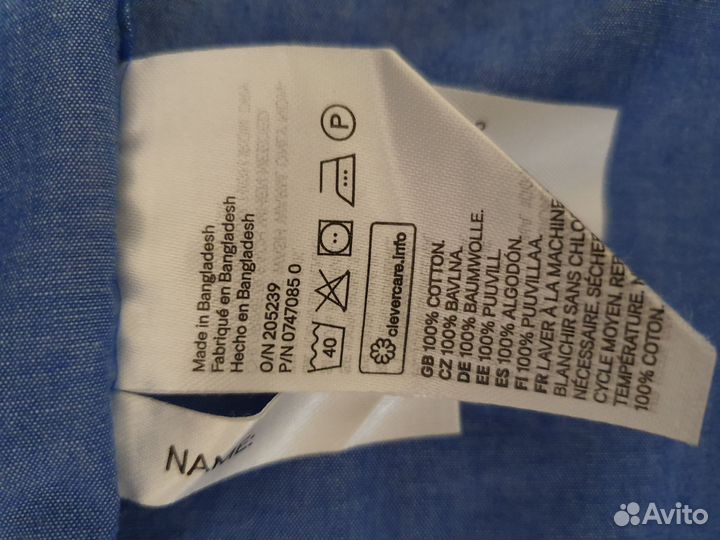 Made in Bangladesh
Fabriqué en Bangladesh
Hecho en Bangladesh
O/N 205239
P/N 0747085 0
40
P
clevercare.info
GB 100% COTTON.
CZ 100% BAVLNA.
DE 100% BAUMWOLLE.
EE 100% PUUVILL.
ES 100% ALGODÓN.
FI 100% PUUVILLAA.
FR LAVER À LA MACHINE
BLANCHIR SANS CHLO
NÉCESSAIRE, SÉCHE
CYCLE MOYEN, REP
TEMPÉRATURE, N
100% COTON.
NAME:
Avito